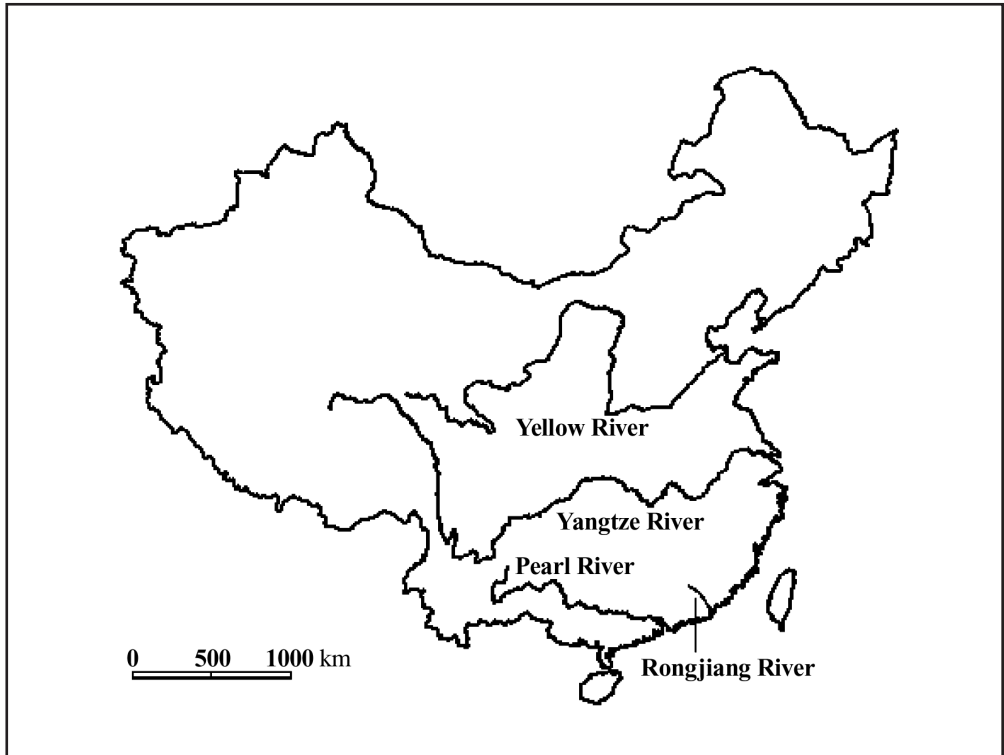 Yellow River
Yangtze River
Pearl River
Rongjiang River
0 500 1000 km